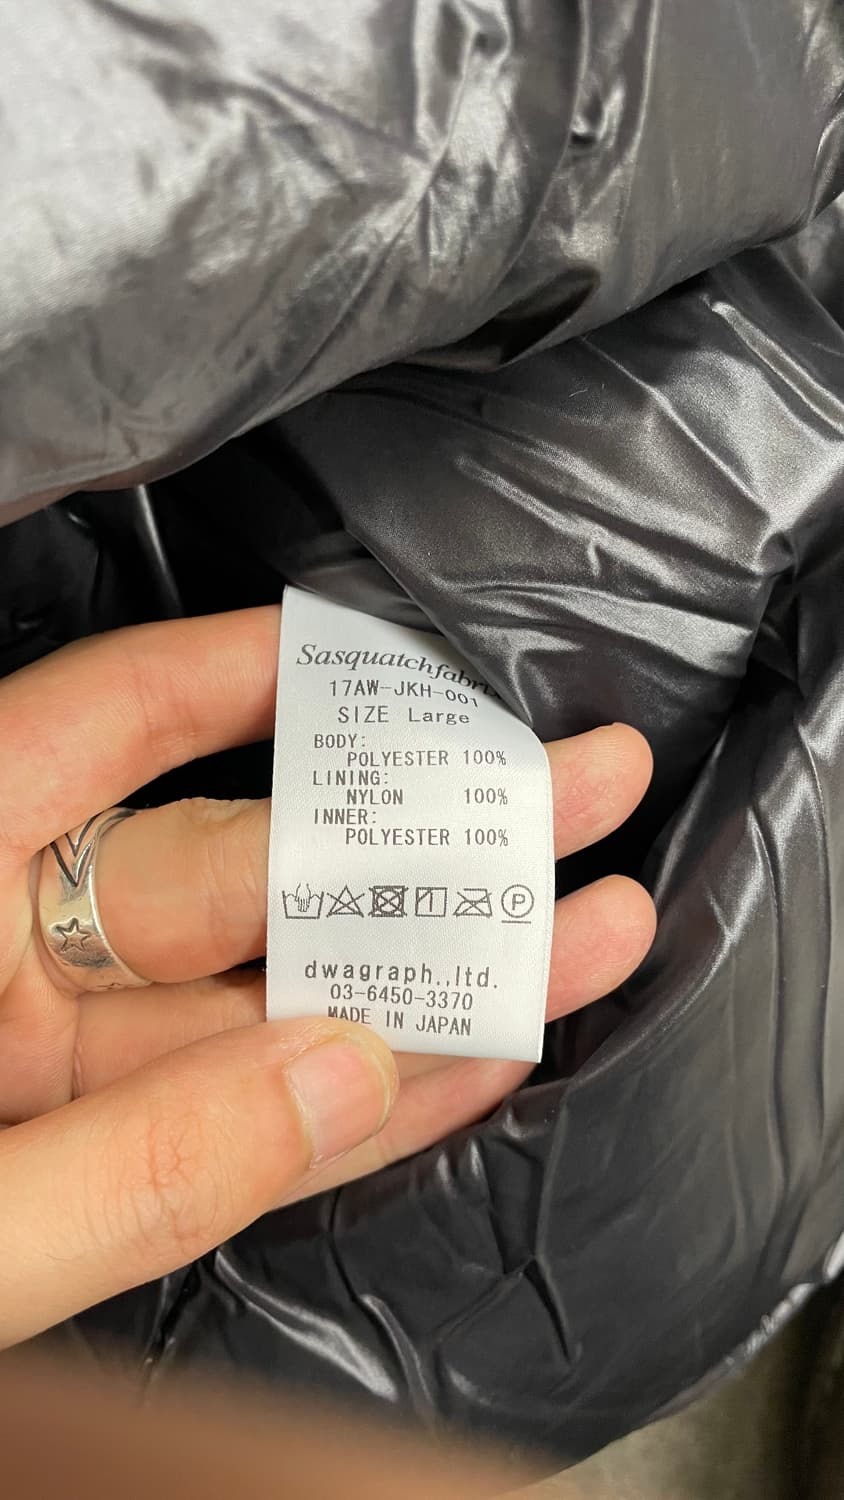 Sasquatchfabri
17AW-JKH-001
SIZE Large
BODY:
POLYESTER 100%
LINING:
NYLON 100%
INNER:
POLYESTER 100%
P
dwagraph.,ltd.
03-6450-3370
MADE IN JAPAN